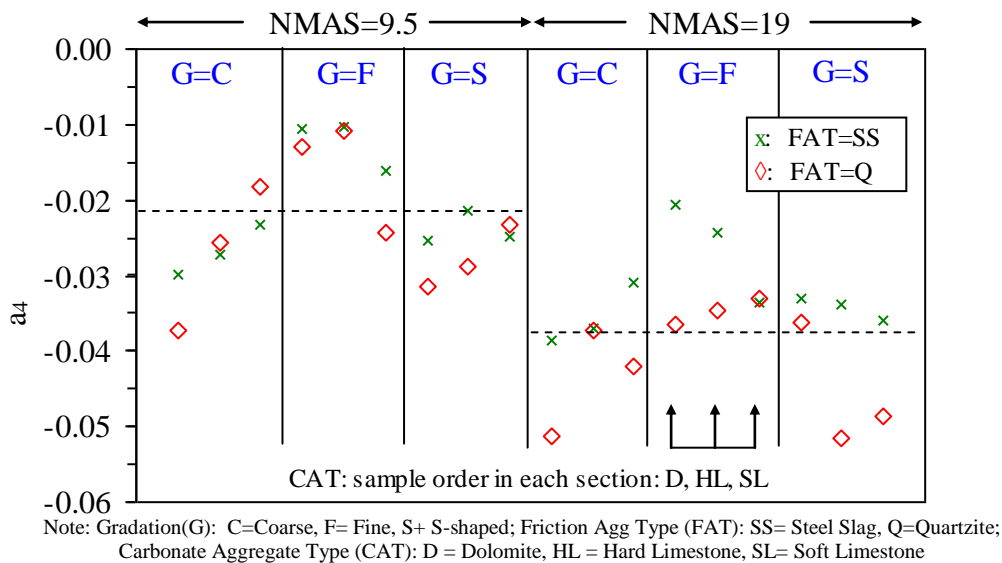 NMAS=9.5 NMAS=19
0.00
G=C G=F G=S G=C G=F G=S
-0.01
x: FAT=SS
◇: FAT=Q
-0.02
-0.03
a4
-0.04
-0.05
CAT: sample order in each section: D, HL, SL
-0.06
Note: Gradation(G): C=Coarse, F= Fine, S+ S-shaped; Friction Agg Type (FAT): SS= Steel Slag, Q=Quartzite;
Carbonate Aggregate Type (CAT): D = Dolomite, HL = Hard Limestone, SL= Soft Limestone